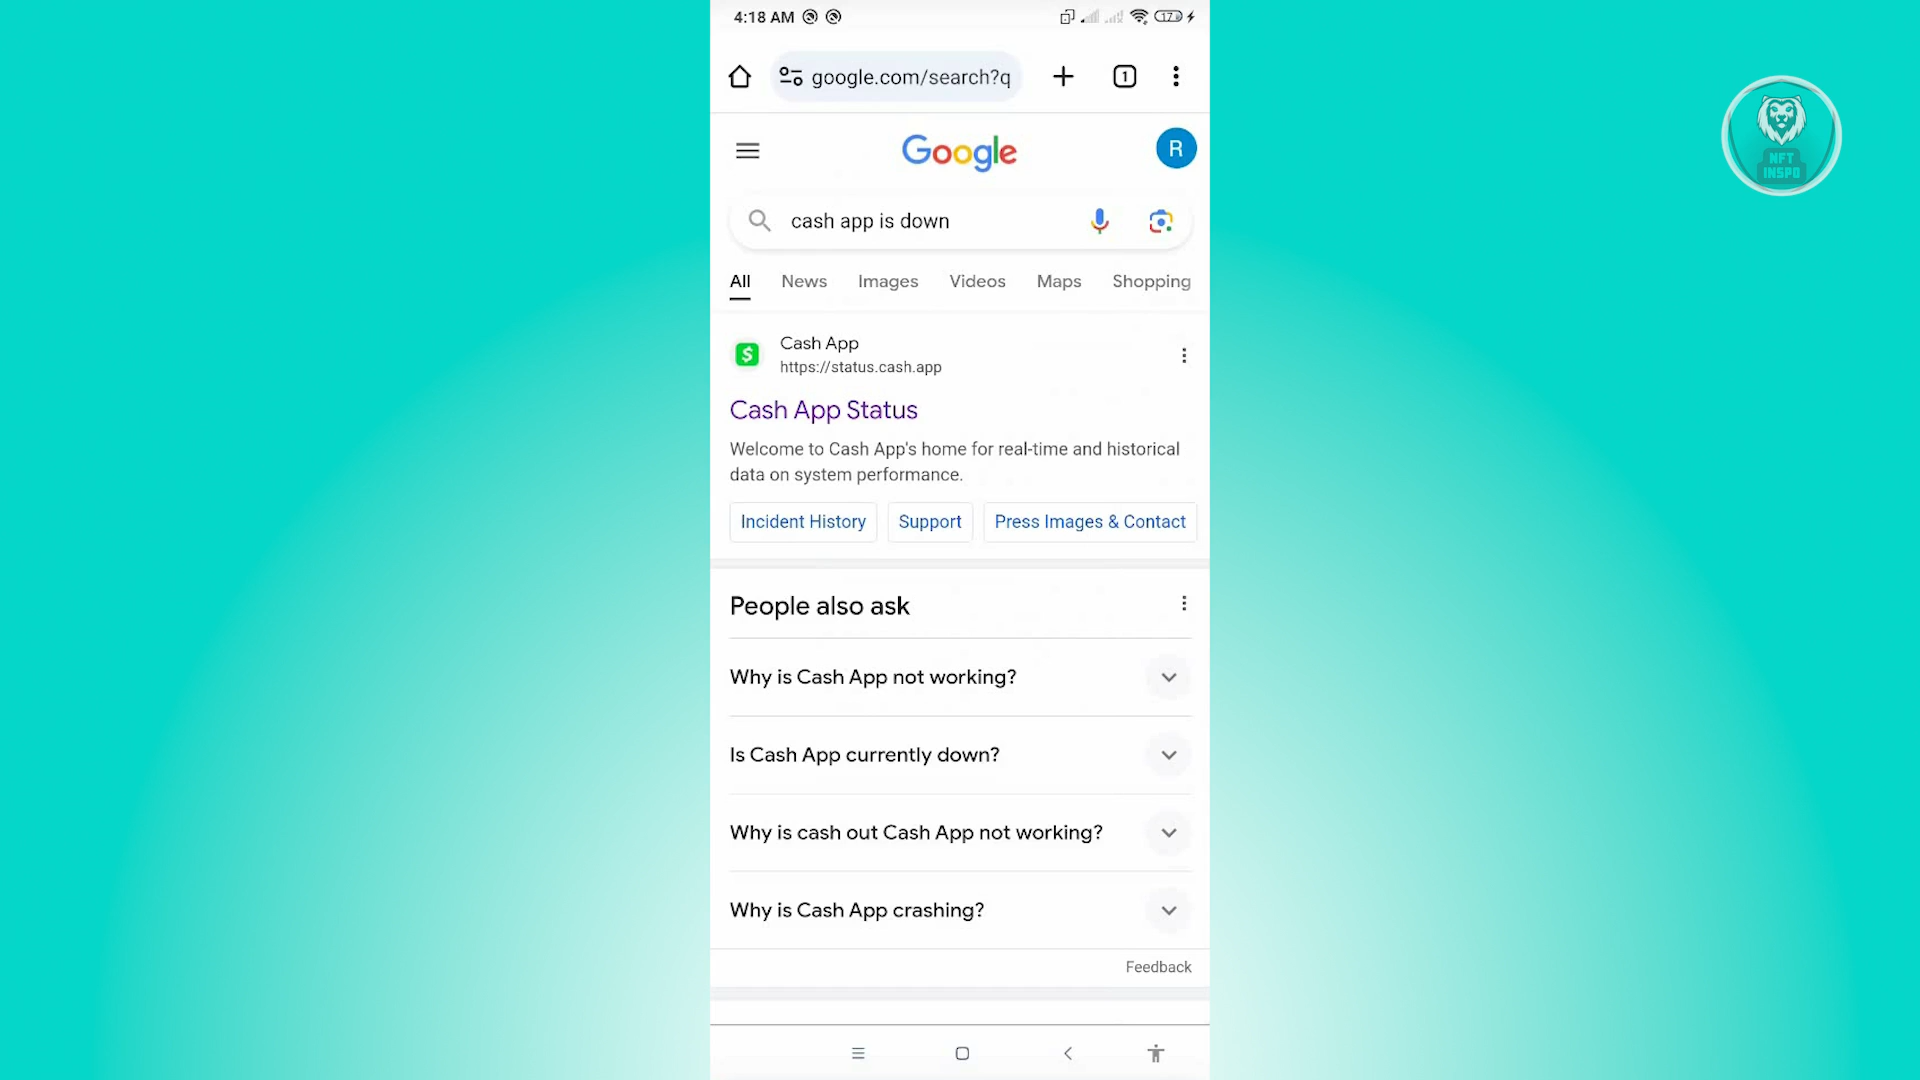 4:18 AM
17
google.com/search?q
1
NFT
INSPO
Google
R
cash app is down
All News Images Videos Maps Shopping
$
Cash App
https://status.cash.app
Cash App Status
Welcome to Cash App's home for real-time and historical
data on system performance.
Incident History Support Press Images & Contact
People also ask
Why is Cash App not working?
Is Cash App currently down?
Why is cash out Cash App not working?
Why is Cash App crashing?
Feedback